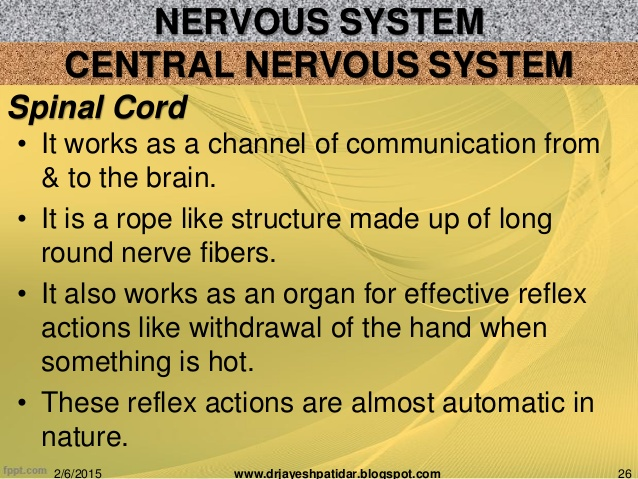 NERVOUS SYSTEM
CENTRAL NERVOUS SYSTEM
Spinal Cord
• It works as a channel of communication from
& to the brain.
• It is a rope like structure made up of long
round nerve fibers.
• It also works as an organ for effective reflex
actions like withdrawal of the hand when
something is hot.
• These reflex actions are almost automatic in
nature.
fppt.com 2/6/2015 www.drjayeshpatidar.blogspot.com 26